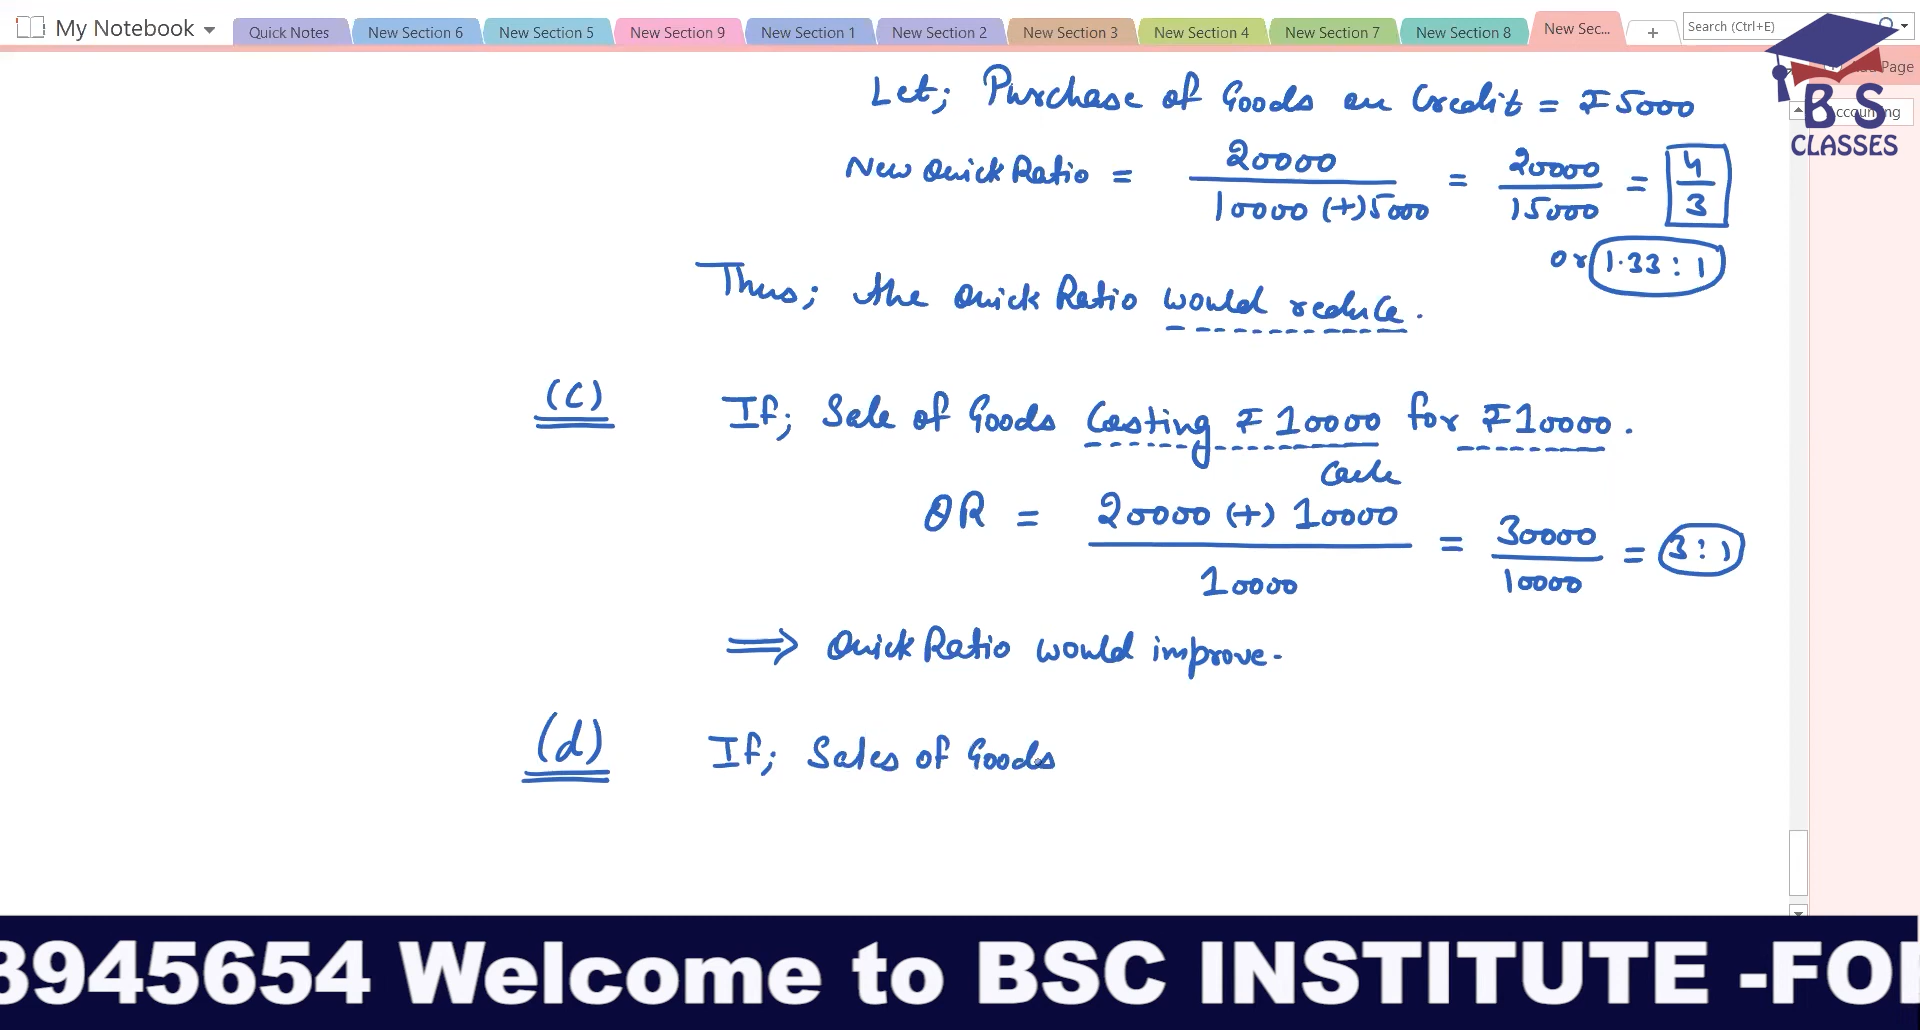 My Notebook
Quick Notes
New Section 6
New Section 5
New Section 9
New Section 1
New Section 2
New Section 3
New Section 4
New Section 7
New Section 8
New Sec...
+
Search (Ctrl+E)
Page
BS
CLASSES
ccounting
Let; Purchase of Goods on Credit = ₹5000
New Quick Ratio = 20000 / 10000 (+) 5000 = 20000 / 15000 = 4/3
or 1.33 : 1
Thus; the Quick Ratio would reduce.
(c) If; Sale of Goods Costing ₹10000 for ₹10000.
Cash
QR = 20000 (+) 10000 / 10000 = 30000 / 10000 = 3 : 1
⟹ Quick Ratio would improve.
(d) If; Sales of Goods
3945654 Welcome to BSC INSTITUTE -FO